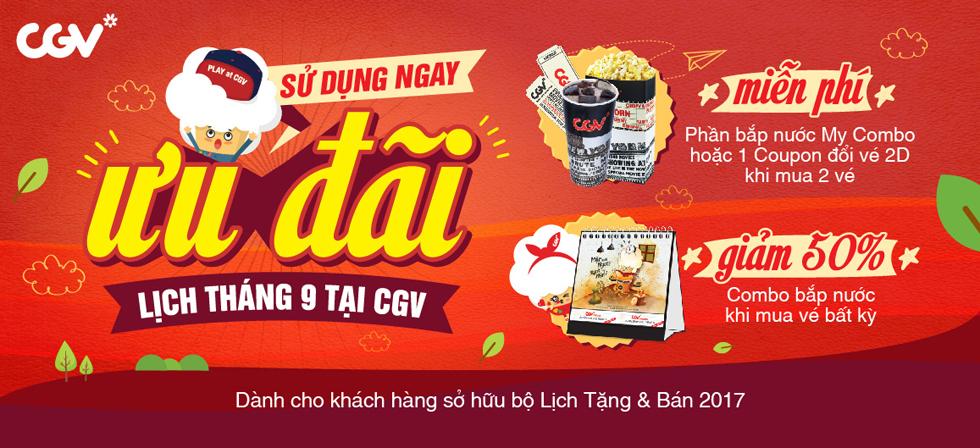 CGV
PLAY at CGV
SỬ DỤNG NGAY
ưu đãi
LỊCH THÁNG 9 TẠI CGV
CGV
miễn phí
Phần bắp nước My Combo
hoặc 1 Coupon đổi vé 2D
khi mua 2 vé
giảm 50%
Combo bắp nước
khi mua vé bất kỳ
Dành cho khách hàng sở hữu bộ Lịch Tặng & Bán 2017